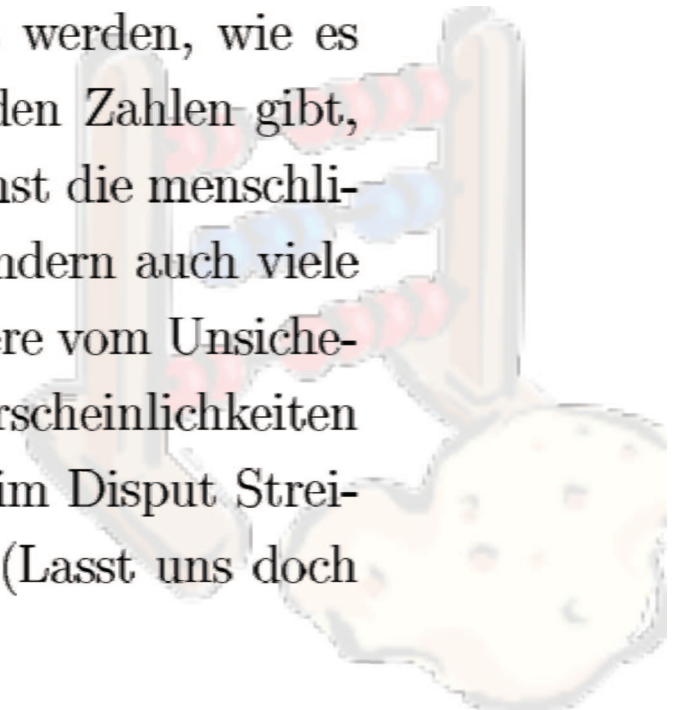 werden, wie es
den Zahlen gibt,
nst die menschli-
ndern auch viele
re vom Unsiche-
rscheinlichkeiten
im Disput Strei-
(Lasst uns doch